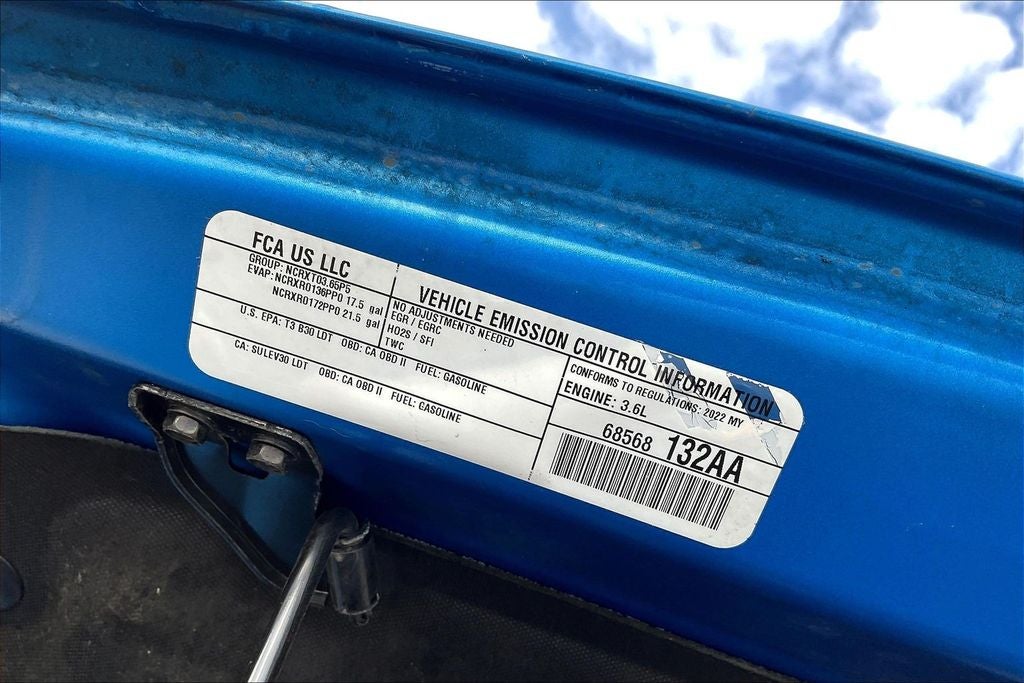 FCA US LLC
GROUP: NCRXT03.65P5
EVAP: NCRXR0136PP0 17.5 gal
NCRXR0172PP0 21.5 gal
VEHICLE EMISSION CONTROL INFORMATION
NO ADJUSTMENTS NEEDED
EGR / EGRC
HO2S / SFI
TWC
CONFORMS TO REGULATIONS: 2022 MY
U.S. EPA: T3 B30 LDT OBD: CA OBD II FUEL: GASOLINE
ENGINE: 3.6L
CA: SULEV30 LDT OBD: CA OBD II FUEL: GASOLINE
68568 132AA